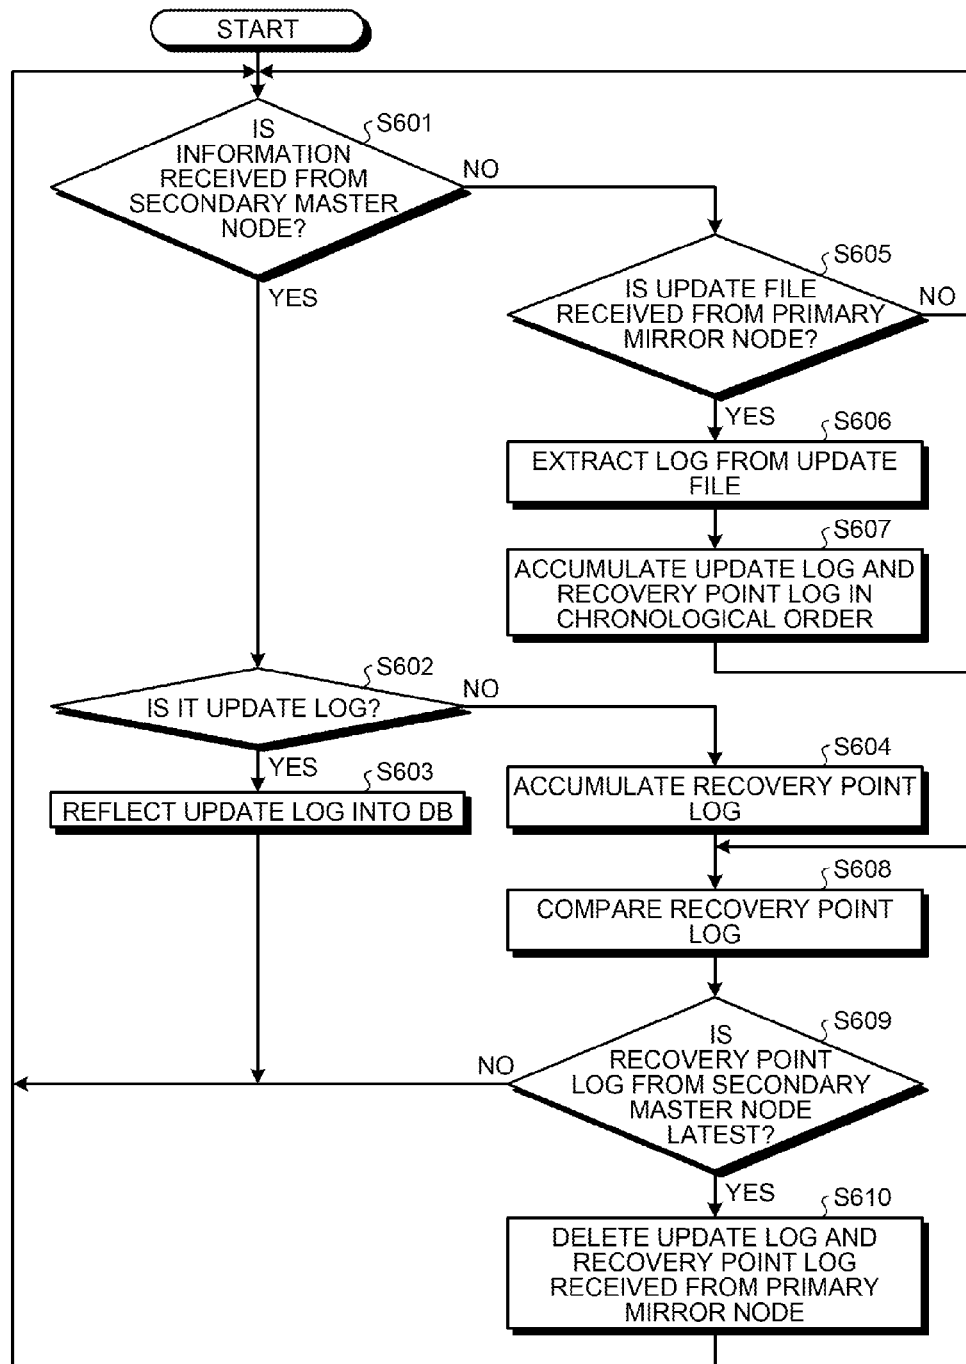 START
S601
IS
INFORMATION
RECEIVED FROM
SECONDARY MASTER
NODE?
NO
YES
S605
IS UPDATE FILE
RECEIVED FROM PRIMARY
MIRROR NODE?
NO
YES
S606
EXTRACT LOG FROM UPDATE
FILE
S607
ACCUMULATE UPDATE LOG AND
RECOVERY POINT LOG IN
CHRONOLOGICAL ORDER
S602
IS IT UPDATE LOG?
NO
YES
S603
REFLECT UPDATE LOG INTO DB
S604
ACCUMULATE RECOVERY POINT
LOG
S608
COMPARE RECOVERY POINT
LOG
S609
IS
RECOVERY POINT
LOG FROM SECONDARY
MASTER NODE
LATEST?
NO
YES
S610
DELETE UPDATE LOG AND
RECOVERY POINT LOG
RECEIVED FROM PRIMARY
MIRROR NODE